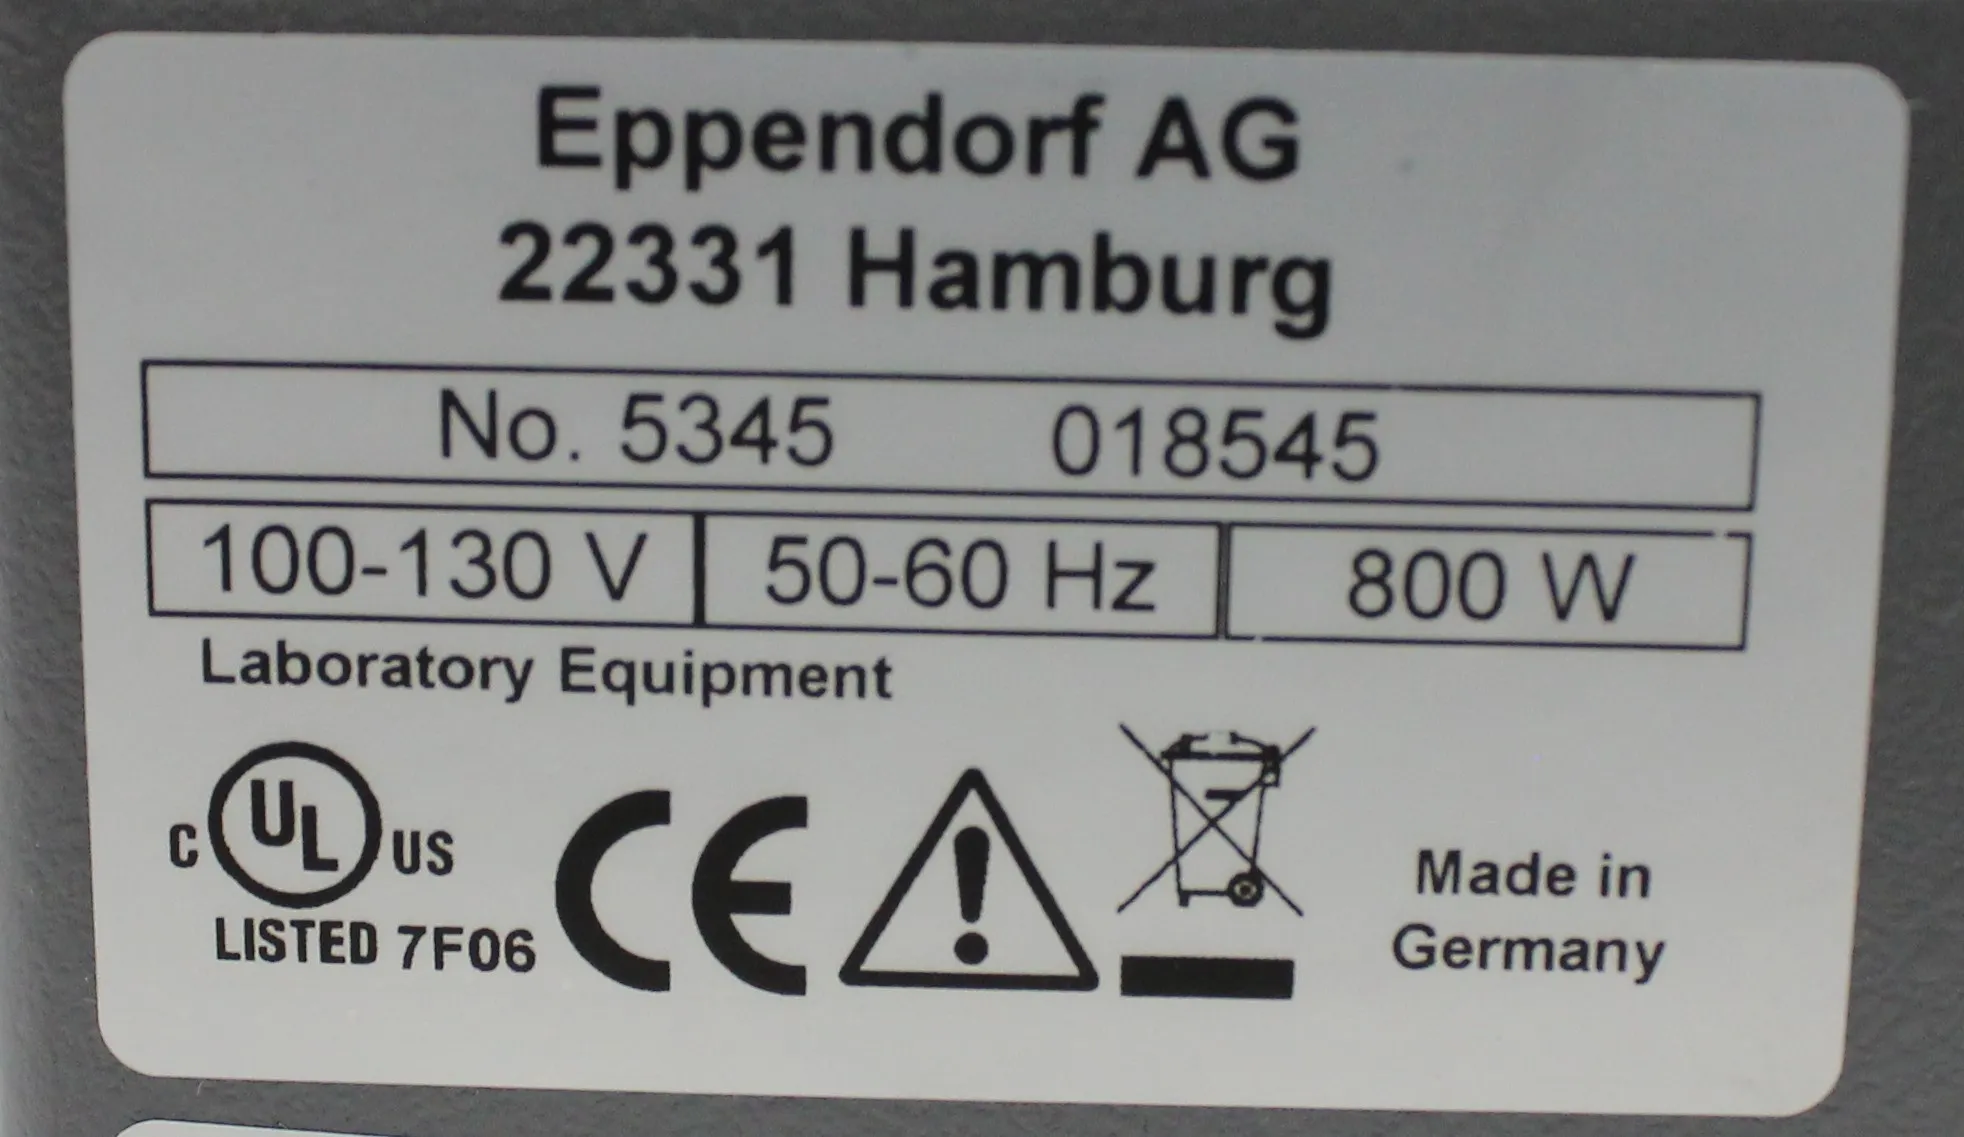 Eppendorf AG
22331 Hamburg
No. 5345 018545
100-130 V 50-60 Hz 800 W
Laboratory Equipment
C UL US
LISTED 7F06
CE
Made in
Germany